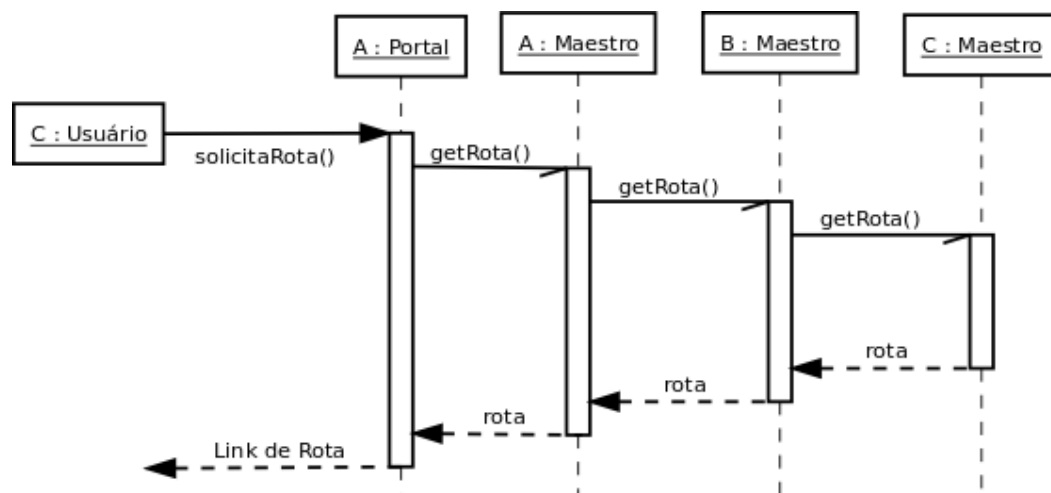 A : Portal
A : Maestro
B : Maestro
C : Maestro
C : Usuário
solicitaRota()
getRota()
getRota()
getRota()
rota
rota
rota
Link de Rota